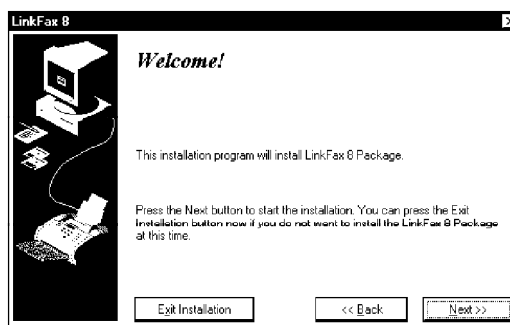 LinkFax 8
Welcome!
This installation program will install LinkFax 8 Package.
Press the Next button to start the installation. You can press the Exit
Installation button now if you do not want to install the LinkFax 8 Package
at this time.
Exit Installation
<< Back
Next >>